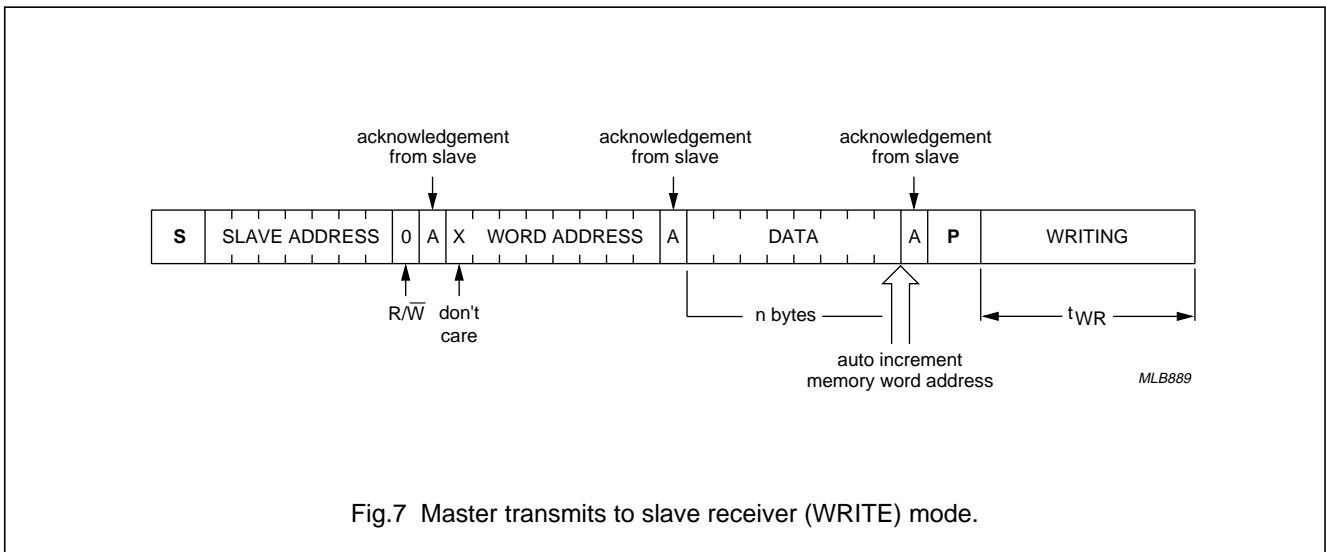 acknowledgement acknowledgement acknowledgement
from slave from slave from slave
S SLAVE ADDRESS 0 A X WORD ADDRESS A DATA A P WRITING
R/W̅ don't
care
n bytes
tWR
auto increment
memory word address
MLB889
Fig.7 Master transmits to slave receiver (WRITE) mode.